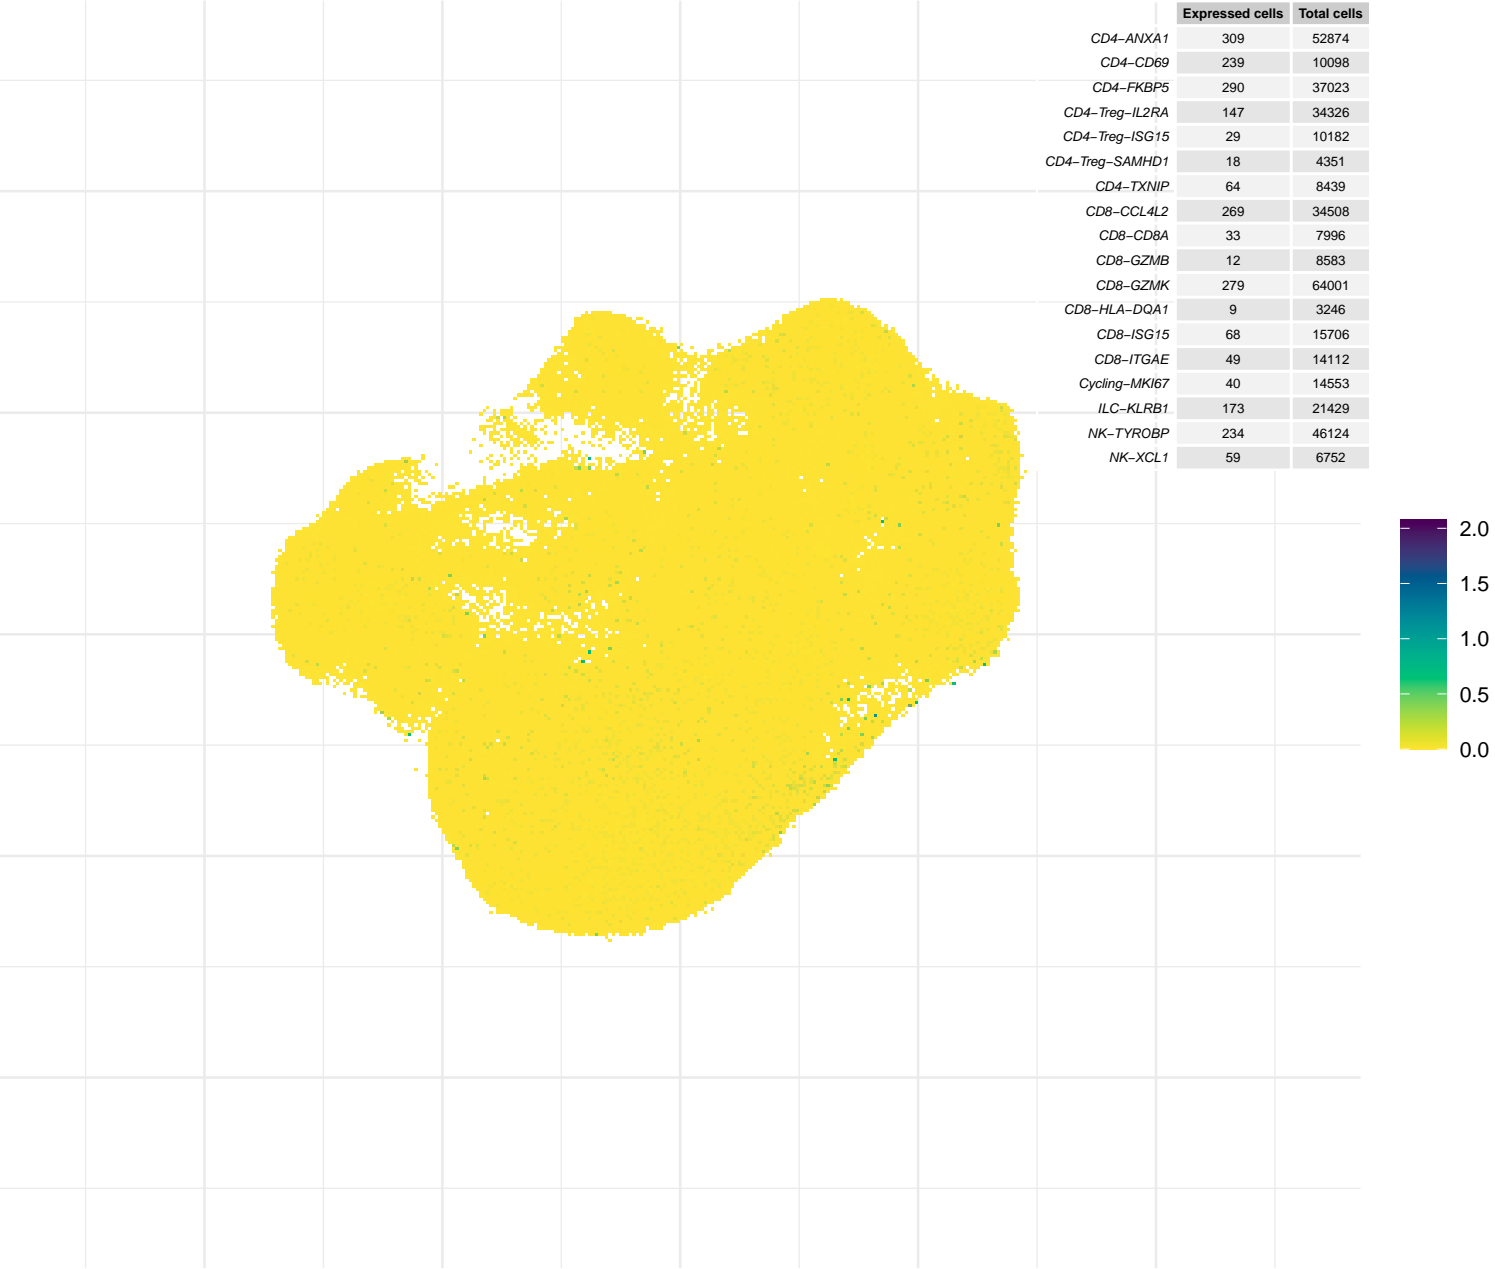 Expressed cells Total cells
CD4−ANXA1 309 52874
CD4−CD69 239 10098
CD4−FKBP5 290 37023
CD4−Treg−IL2RA 147 34326
CD4−Treg−ISG15 29 10182
CD4−Treg−SAMHD1 18 4351
CD4−TXNIP 64 8439
CD8−CCL4L2 269 34508
CD8−CD8A 33 7996
CD8−GZMB 12 8583
CD8−GZMK 279 64001
CD8−HLA−DQA1 9 3246
CD8−ISG15 68 15706
CD8−ITGAE 49 14112
Cycling−MKI67 40 14553
ILC−KLRB1 173 21429
NK−TYROBP 234 46124
NK−XCL1 59 6752
2.0
1.5
1.0
0.5
0.0